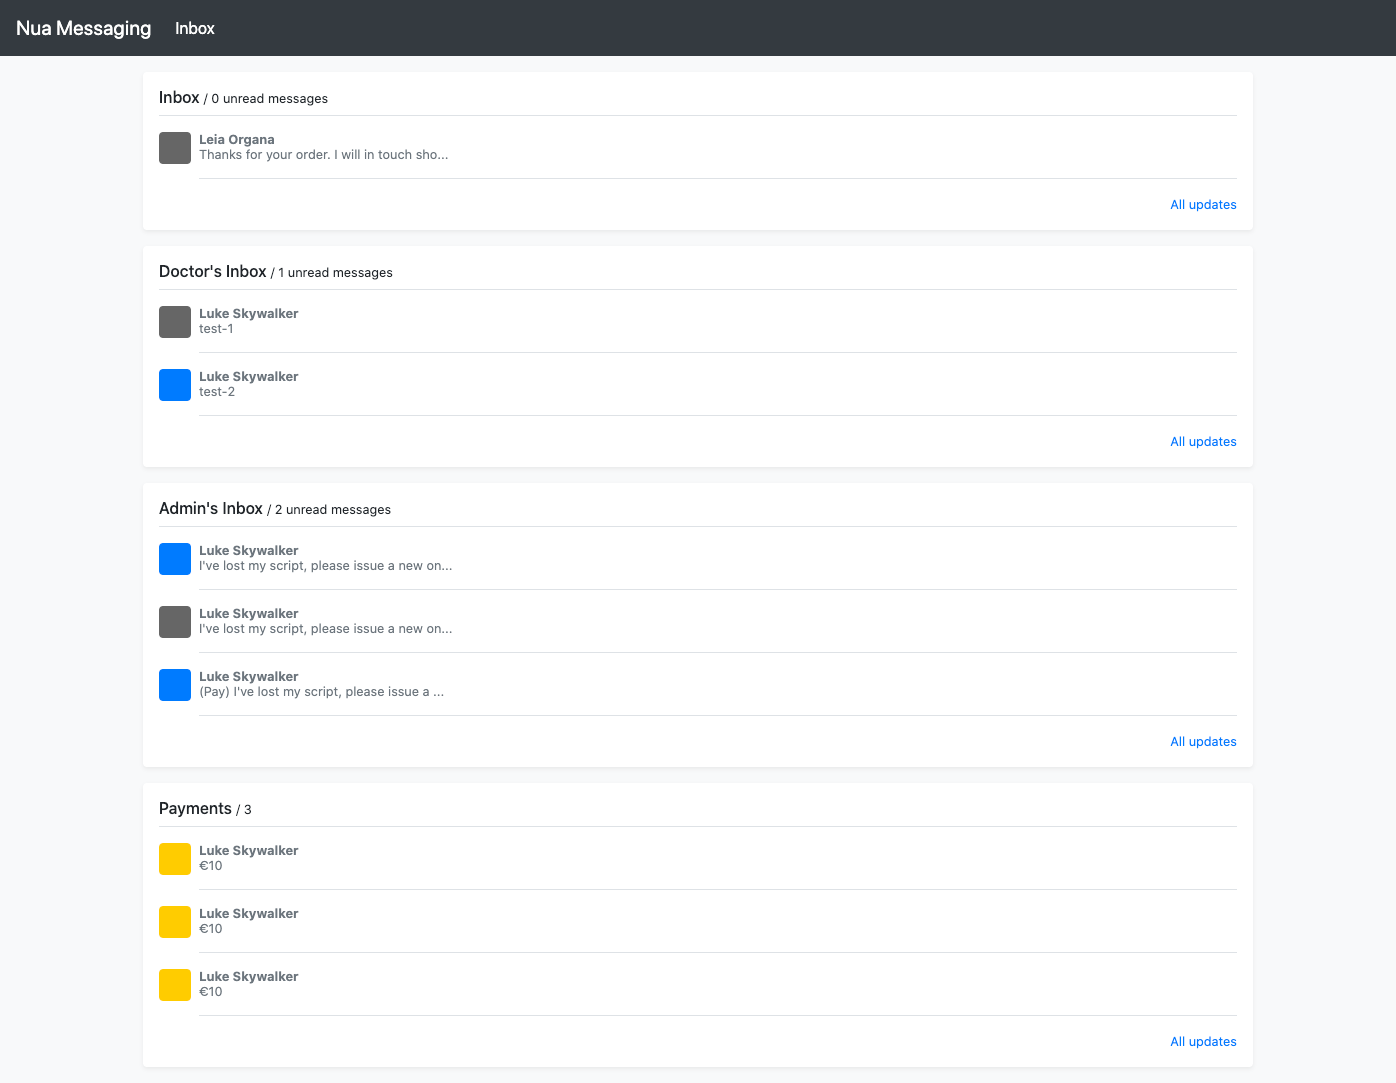 Nua Messaging Inbox
Inbox / 0 unread messages
Leia Organa
Thanks for your order. I will in touch sho...
All updates
Doctor's Inbox / 1 unread messages
Luke Skywalker
test-1
Luke Skywalker
test-2
All updates
Admin's Inbox / 2 unread messages
Luke Skywalker
I've lost my script, please issue a new on...
Luke Skywalker
I've lost my script, please issue a new on...
Luke Skywalker
(Pay) I've lost my script, please issue a ...
All updates
Payments / 3
Luke Skywalker
€10
Luke Skywalker
€10
Luke Skywalker
€10
All updates